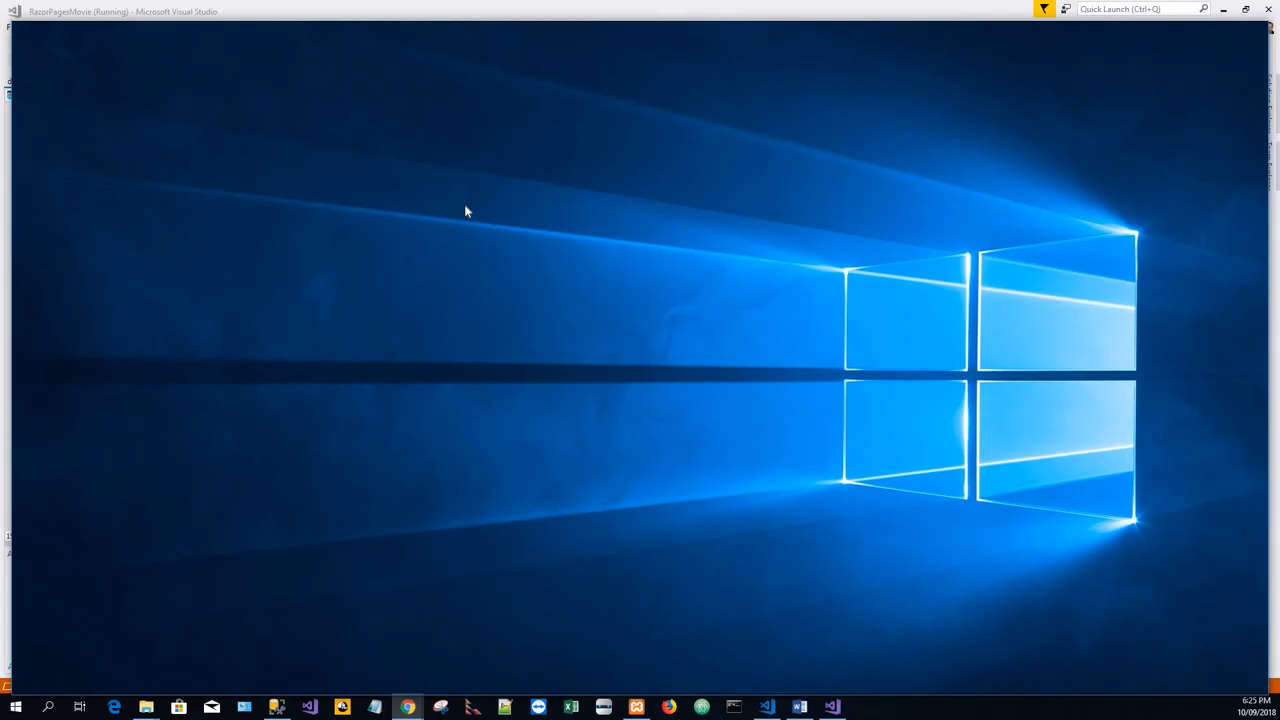 RazorPagesMovie (Running) - Microsoft Visual Studio
Quick Launch (Ctrl+Q)
6:25 PM
10/09/2018